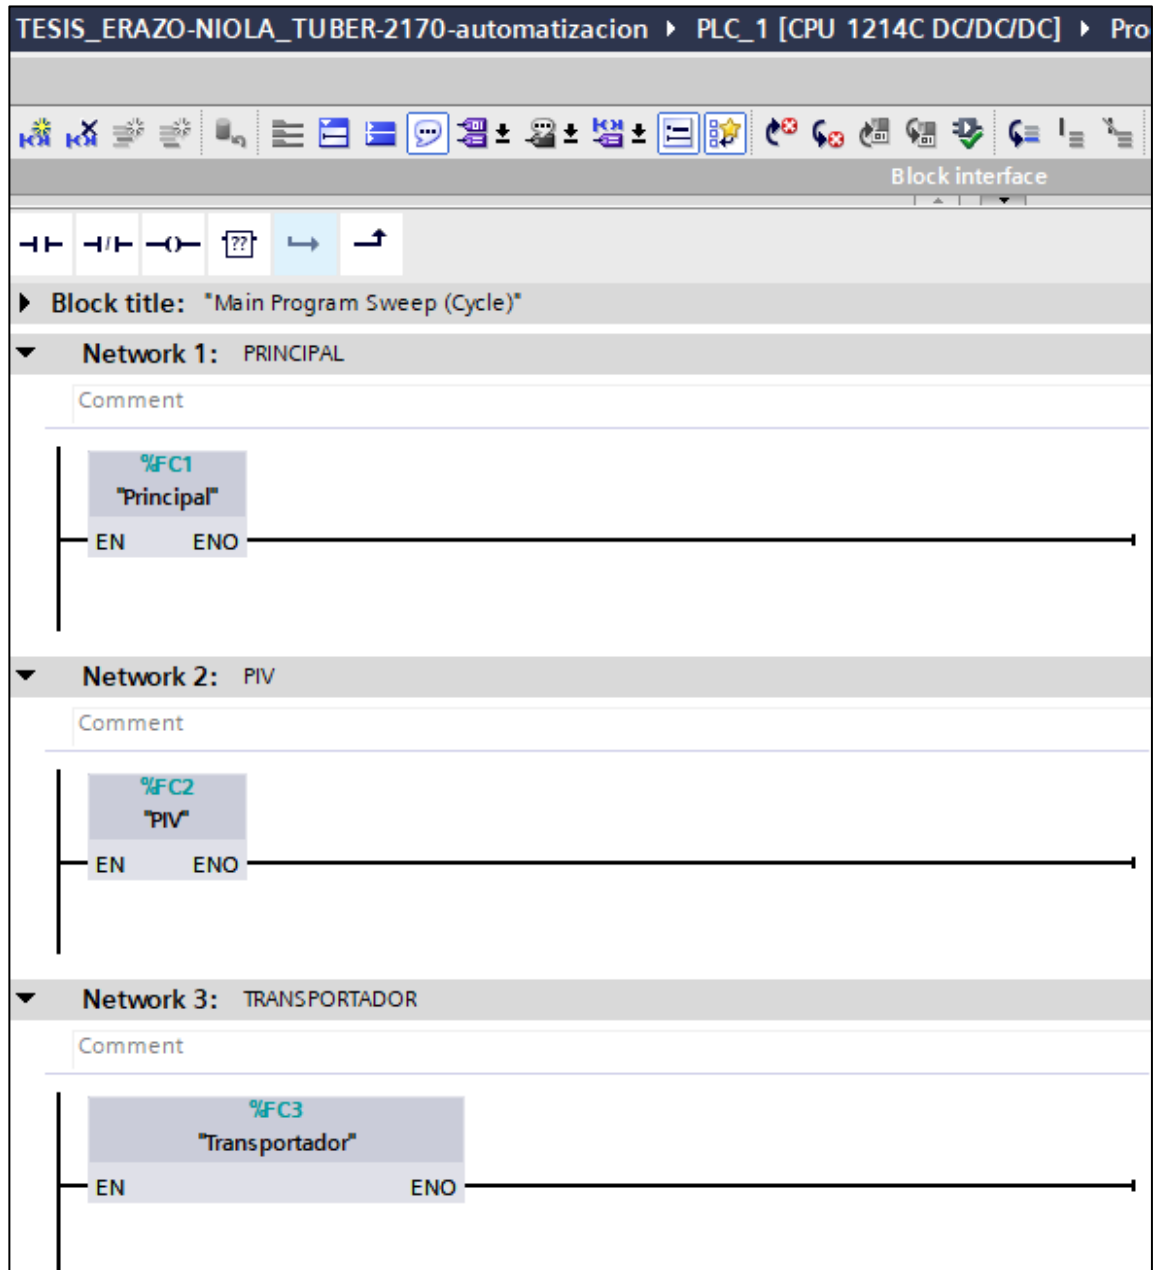 TESIS_ERAZO-NIOLA_TUBER-2170-automatizacion ▸ PLC_1 [CPU 1214C DC/DC/DC] ▸ Pro
Block interface
??
Block title: "Main Program Sweep (Cycle)"
Network 1: PRINCIPAL
Comment
%FC1
"Principal"
EN ENO
Network 2: PIV
Comment
%FC2
"PIV"
EN ENO
Network 3: TRANSPORTADOR
Comment
%FC3
"Transportador"
EN ENO